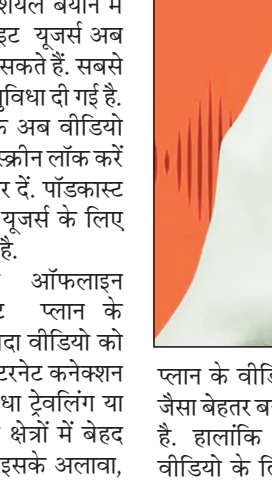 शियल बयान में
इट यूजर्स अब
सकते हैं. सबसे
सुविधा दी गई है.
अब वीडियो
स्क्रीन लॉक करें
र दें. पॉडकास्ट
यूजर्स के लिए
है.
ऑफलाइन
प्लान के
दा वीडियो को
टरनेट कनेक्शन
धा ट्रेवलिंग या
क्षेत्रों में बेहद
इसके अलावा,
प्लान के वीडि
जैसा बेहतर ब
है. हालांकि
वीडियो के लि